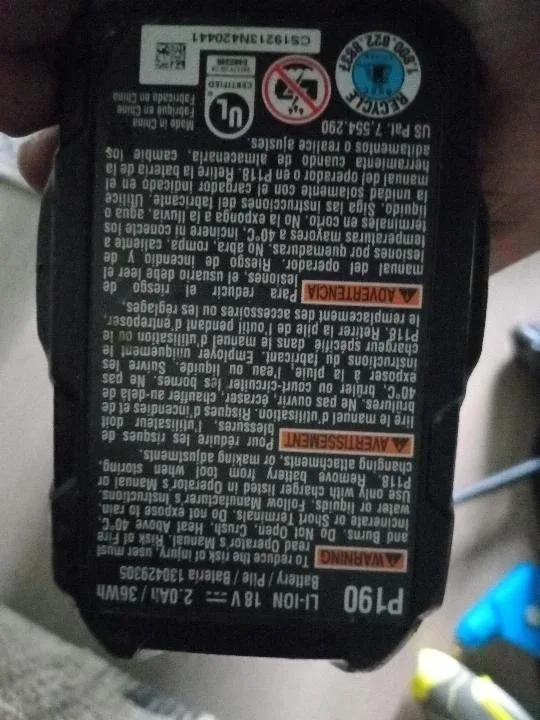 P190 LI-ION 18 V 2.0Ah / 36Wh
Battery / Pile / Batería 130429305
WARNING To reduce the risk of injury, user must
read Operator's Manual. Risk of Fire
and Burns. Do Not Open, Crush, Heat Above 40°C,
Incinerate or Short Terminals. Do not expose to rain,
water or liquids. Follow Manufacturer's Instructions.
Use only with charger listed in Operator's Manual or
P118. Remove battery from tool when storing,
changing attachments, or making adjustments.
AVERTISSEMENT Pour réduire les risques de
blessures, l'utilisateur doit
lire le manuel d'utilisation. Risques d'incendies et de
brûlures. Ne pas ouvrir, écraser, chauffer au-delà de
40°C, brûler ou court-circuiter les bornes. Ne pas
exposer à la pluie, l'eau ou liquide. Suivre les
instructions du fabricant. Employer uniquement le
chargeur spécifié dans le manuel d'utilisation ou le
P118. Retirer la pile de l'outil pendant d'entreposer,
le remplacement des accessoires ou les réglages.
ADVERTENCIA Para reducir el riesgo de
lesiones, el usuario debe leer el
manual del operador. Riesgo de incendio y de
lesiones por quemaduras. No abra, rompa, caliente a
temperaturas mayores a 40°C, incinere ni conecte los
terminales en corto. No la exponga a la lluvia, agua o
líquido. Siga las instrucciones del fabricante. Utilice
la unidad solamente con el cargador indicado en el
manual del operador o en P118. Retire la batería de la
herramienta cuando de almacenaria, cambie los
aditamentos o realice ajustes.
US Pat. 7,554,290
Made in China
Fabriqué en Chine
Fabricado en China
UL
CERTIFIED
RECYCLE
1.800.822.8837
CS19213N420441